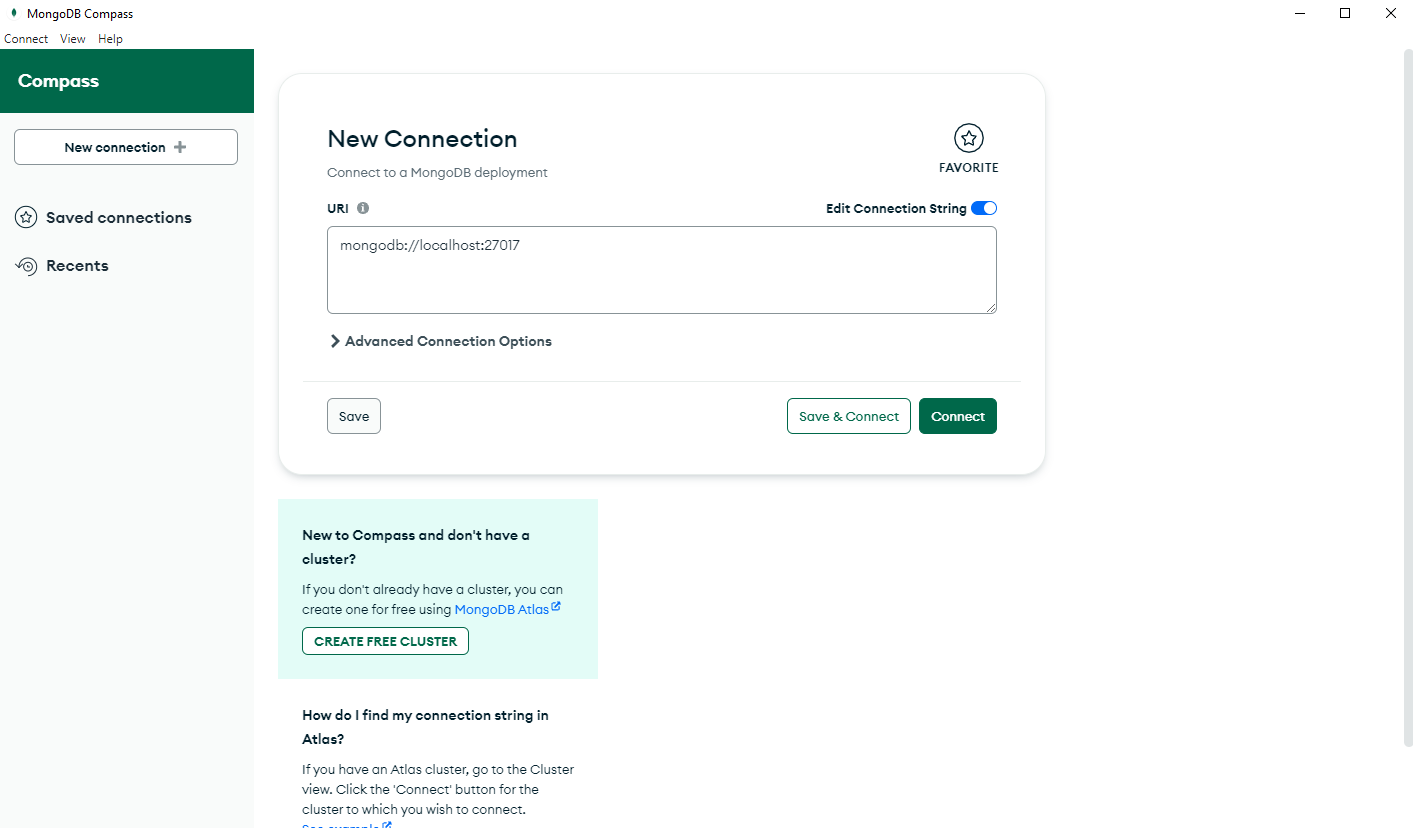 MongoDB Compass
Connect View Help
Compass
New connection
Saved connections
Recents
New Connection
Connect to a MongoDB deployment
FAVORITE
URI
Edit Connection String
mongodb://localhost:27017
Advanced Connection Options
Save
Save & Connect
Connect
New to Compass and don't have a
cluster?
If you don't already have a cluster, you can
create one for free using MongoDB Atlas
CREATE FREE CLUSTER
How do I find my connection string in
Atlas?
If you have an Atlas cluster, go to the Cluster
view. Click the 'Connect' button for the
cluster to which you wish to connect.
See example